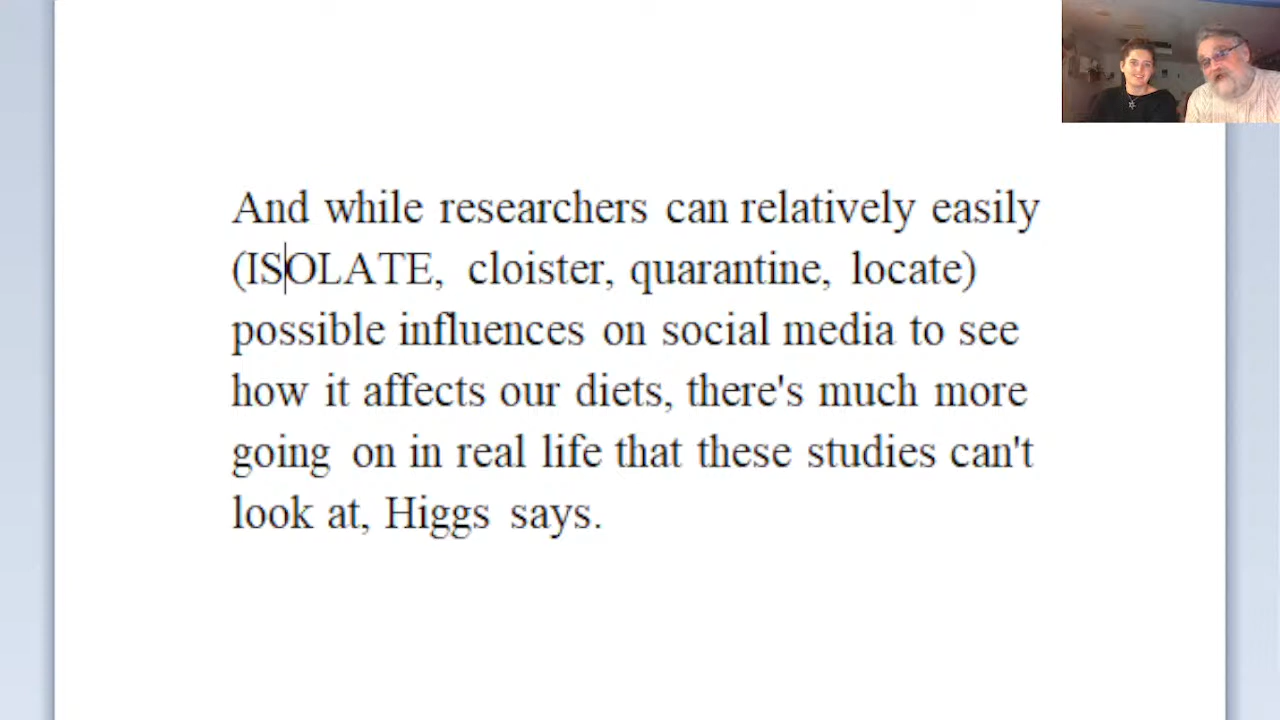 And while researchers can relatively easily
(ISOLATE, cloister, quarantine, locate)
possible influences on social media to see
how it affects our diets, there's much more
going on in real life that these studies can't
look at, Higgs says.